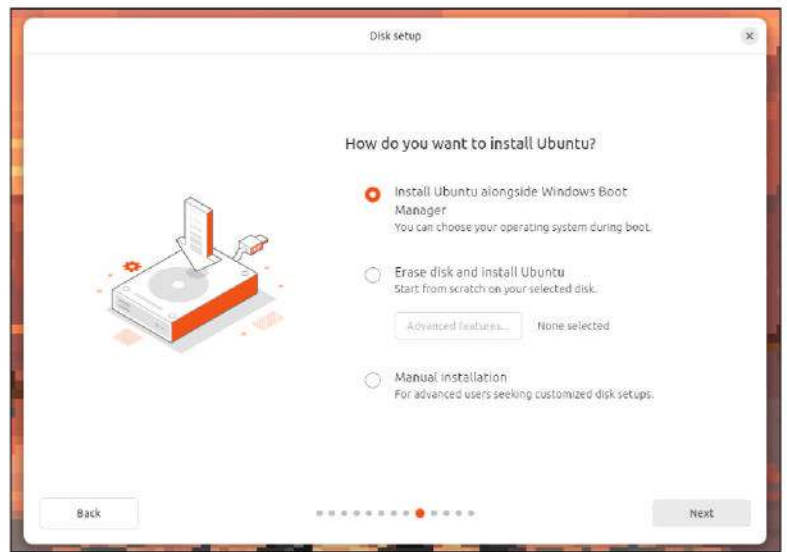 Disk setup
How do you want to install Ubuntu?
Install Ubuntu alongside Windows Boot
Manager
You can choose your operating system during boot.
Erase disk and install Ubuntu
Start from scratch on your selected disk.
Advanced features... None selected
Manual installation
For advanced users seeking customized disk setups.
Back Next